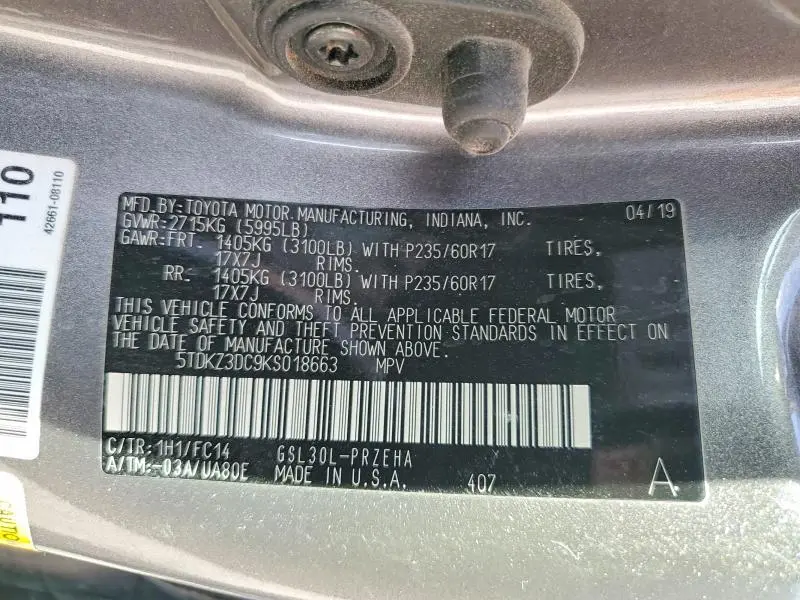 MFD.BY:TOYOTA MOTOR MANUFACTURING, INDIANA, INC. 04/19
GVWR:2715KG (5995LB)
GAWR:FRT. 1405KG (3100LB) WITH P235/60R17 TIRES,
17X7J RIMS.
RR. 1405KG (3100LB) WITH P235/60R17 TIRES,
17X7J RIMS.
THIS VEHICLE CONFORMS TO ALL APPLICABLE FEDERAL MOTOR
VEHICLE SAFETY AND THEFT PREVENTION STANDARDS IN EFFECT ON
THE DATE OF MANUFACTURE SHOWN ABOVE.
5TDKZ3DC9KS018663 MPV
C/TR:1H1/FC14 GSL30L-PRZEHA
A/TM:-03A/UA80E MADE IN U.S.A. 407 A
110
42661-08110
CAUTIO